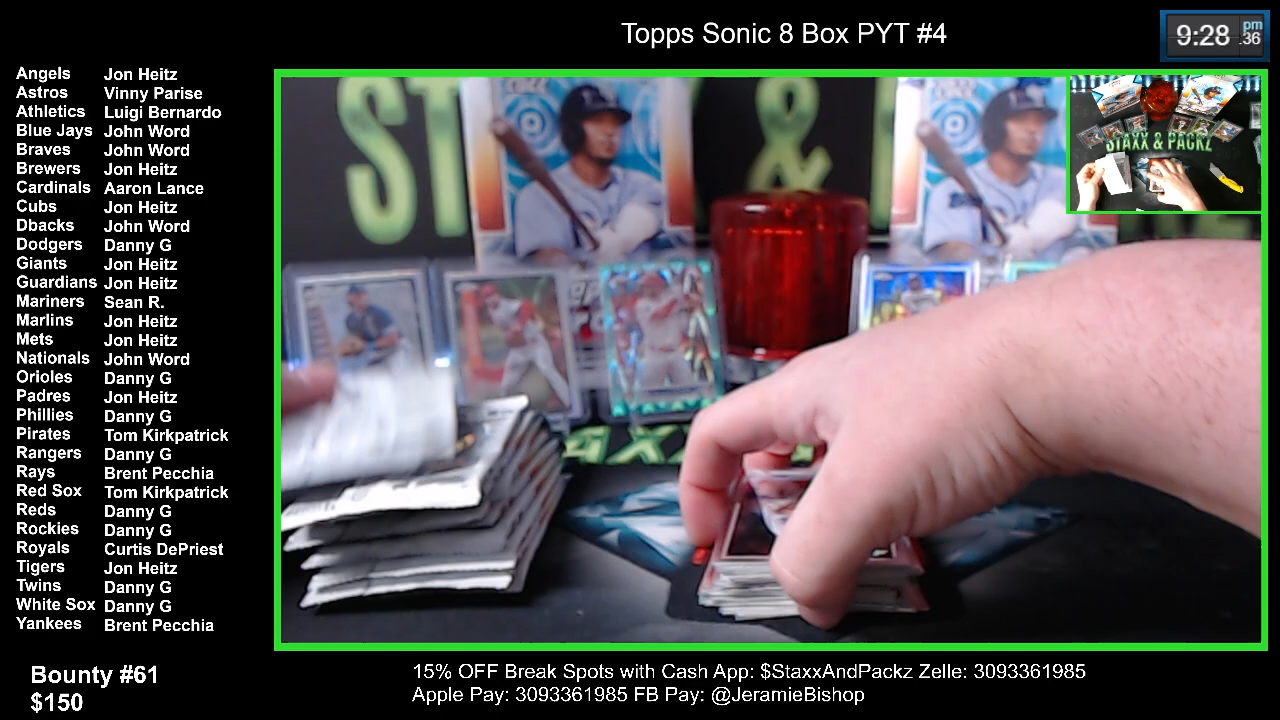 Topps Sonic 8 Box PYT #4
9:28 pm .36
Angels Jon Heitz
Astros Vinny Parise
Athletics Luigi Bernardo
Blue Jays John Word
Braves John Word
Brewers Jon Heitz
Cardinals Aaron Lance
Cubs Jon Heitz
Dbacks John Word
Dodgers Danny G
Giants Jon Heitz
Guardians Jon Heitz
Mariners Sean R.
Marlins Jon Heitz
Mets Jon Heitz
Nationals John Word
Orioles Danny G
Padres Jon Heitz
Phillies Danny G
Pirates Tom Kirkpatrick
Rangers Danny G
Rays Brent Pecchia
Red Sox Tom Kirkpatrick
Reds Danny G
Rockies Danny G
Royals Curtis DePriest
Tigers Jon Heitz
Twins Danny G
White Sox Danny G
Yankees Brent Pecchia
STAXX & PACKZ
Bounty #61
$150
15% OFF Break Spots with Cash App: $StaxxAndPackz Zelle: 3093361985
Apple Pay: 3093361985 FB Pay: @JeramieBishop